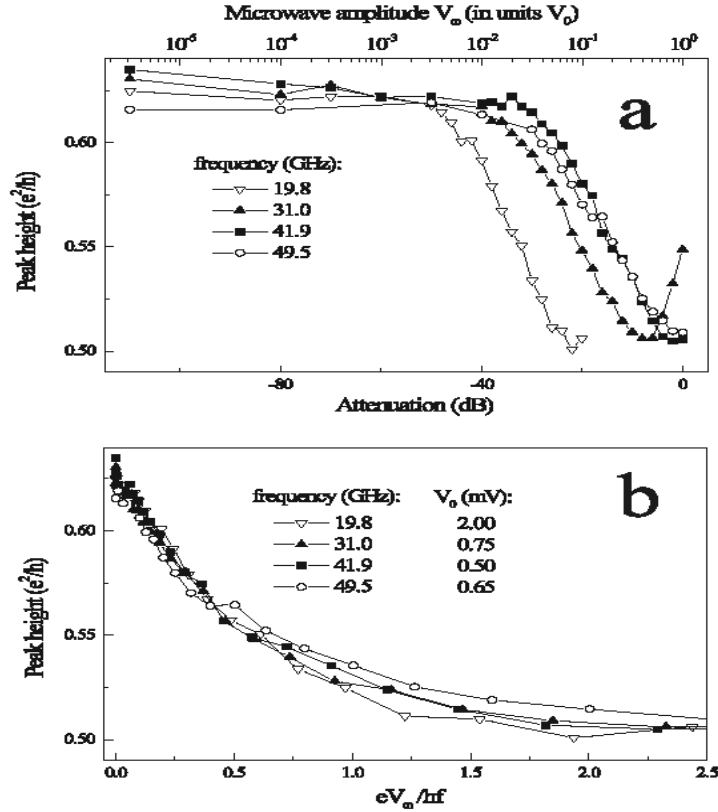 Microwave amplitude V_ω (in units V_0)
10^-5 10^-4 10^-3 10^-2 10^-1 10^0
a
0.60
0.55
0.50
Peak height (e²/h)
frequency (GHz):
19.8
31.0
41.9
49.5
-80 -40 0
Attenuation (dB)
b
0.60
0.55
0.50
Peak height (e²/h)
frequency (GHz): V_0 (mV):
19.8 2.00
31.0 0.75
41.9 0.50
49.5 0.65
0.0 0.5 1.0 1.5 2.0 2.5
eV_ω/hf